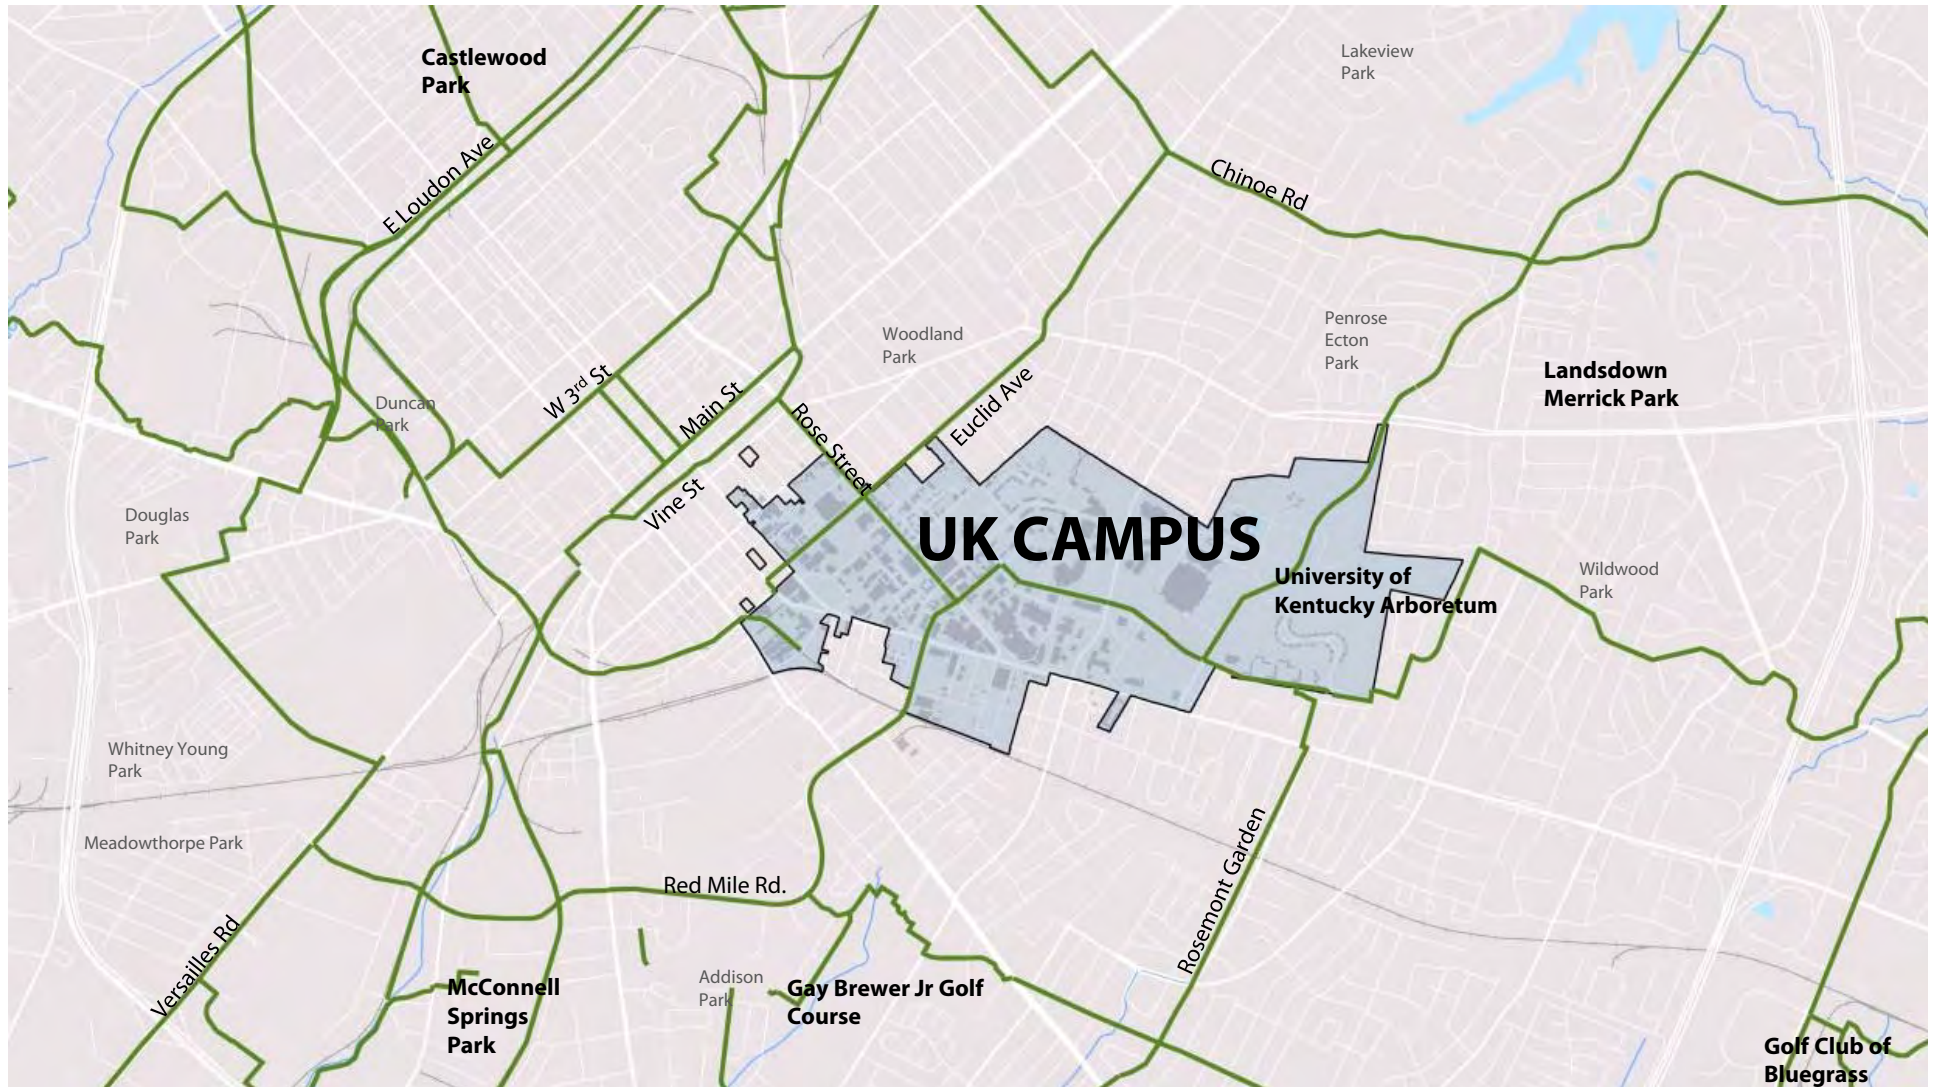 Castlewood
Park
Lakeview
Park
E Loudon Ave
Chinoe Rd
Woodland
Park
Penrose
Ecton
Park
Landsdown
Merrick Park
W 3rd St
Main St
Duncan
Park
Rose Street
Euclid Ave
Vine St
Douglas
Park
UK CAMPUS
University of
Kentucky Arboretum
Wildwood
Park
Whitney Young
Park
Meadowthorpe Park
Red Mile Rd.
Rosemont Garden
Versailles Rd
McConnell
Springs
Park
Addison
Park
Gay Brewer Jr Golf
Course
Golf Club of
Bluegrass